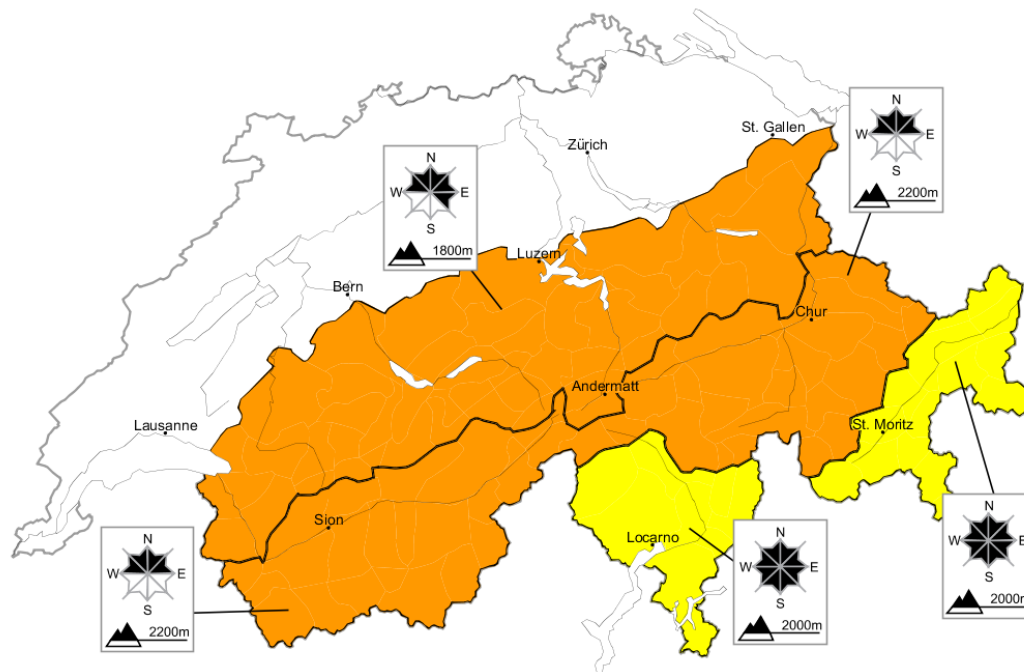 St. Gallen
Zürich
N
W E
S
2200m
N
W E
S
1800m
Luzern
Bern
Chur
Andermatt
Lausanne
St. Moritz
Sion
Locarno
N
W E
S
2200m
N
W E
S
2000m
N
W E
S
2000m